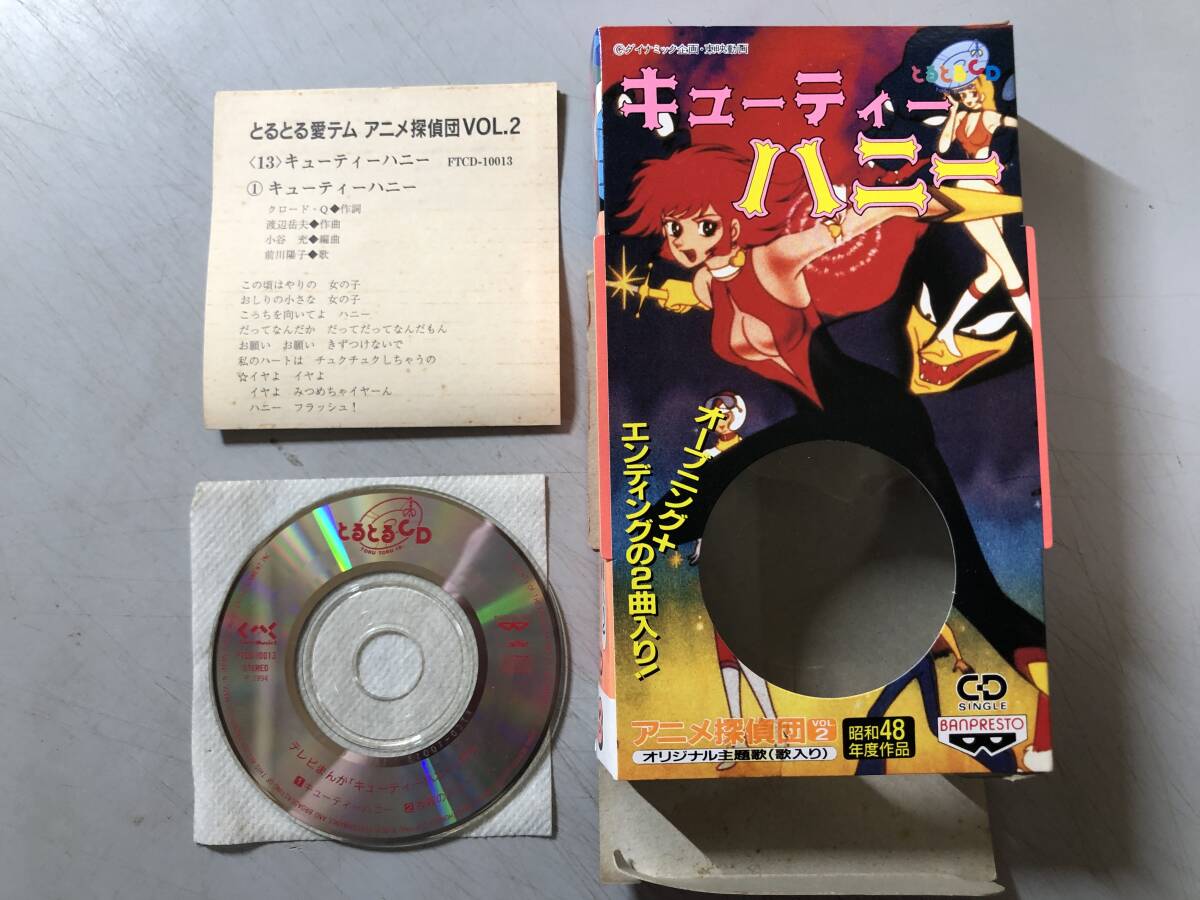 とるとる愛テム アニメ探偵団VOL.2
〈13〉キューティーハニー FTCD-10013
①キューティーハニー
クロード・Q◆作詞
渡辺岳夫◆作曲
小谷 充◆編曲
前川陽子◆歌
この頃はやりの 女の子
おしりの小さな 女の子
こっちを向いてよ ハニー
だってなんだか だってだってなんだもん
お願い お願い きずつけないで
私のハートは チュクチュクしちゃうの
☆イヤよ イヤよ
イヤよ みつめちゃイヤーん
ハニー フラッシュ!
とるとるCD
TORU TORU CD
FTCD-10013
STEREO
1994
テレビまんが「キューティー
1キューティーハニー 2
©ダイナミック企画・東映動画
とるとるCD
キューティー
ハニー
オープニング×
エンディングの2曲入り!
アニメ探偵団 VOL 2
オリジナル主題歌(歌入り)
昭和48
年度作品
CD
SINGLE
BANPRESTO